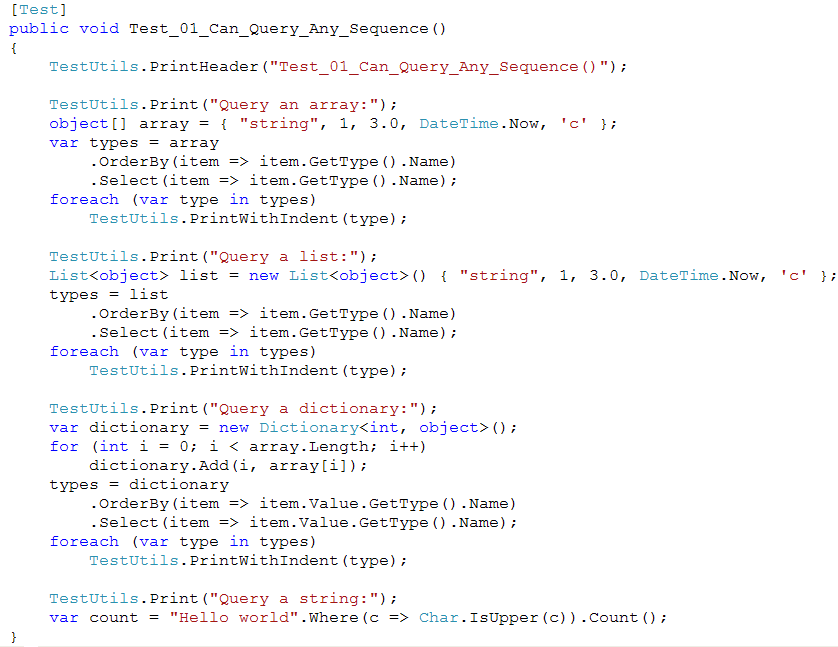 [Test]
public void Test_01_Can_Query_Any_Sequence()
{
    TestUtils.PrintHeader("Test_01_Can_Query_Any_Sequence()");

    TestUtils.Print("Query an array:");
    object[] array = { "string", 1, 3.0, DateTime.Now, 'c' };
    var types = array
        .OrderBy(item => item.GetType().Name)
        .Select(item => item.GetType().Name);
    foreach (var type in types)
        TestUtils.PrintWithIndent(type);

    TestUtils.Print("Query a list:");
    List<object> list = new List<object>() { "string", 1, 3.0, DateTime.Now, 'c' };
    types = list
        .OrderBy(item => item.GetType().Name)
        .Select(item => item.GetType().Name);
    foreach (var type in types)
        TestUtils.PrintWithIndent(type);

    TestUtils.Print("Query a dictionary:");
    var dictionary = new Dictionary<int, object>();
    for (int i = 0; i < array.Length; i++)
        dictionary.Add(i, array[i]);
    types = dictionary
        .OrderBy(item => item.Value.GetType().Name)
        .Select(item => item.Value.GetType().Name);
    foreach (var type in types)
        TestUtils.PrintWithIndent(type);

    TestUtils.Print("Query a string:");
    var count = "Hello world".Where(c => Char.IsUpper(c)).Count();
}